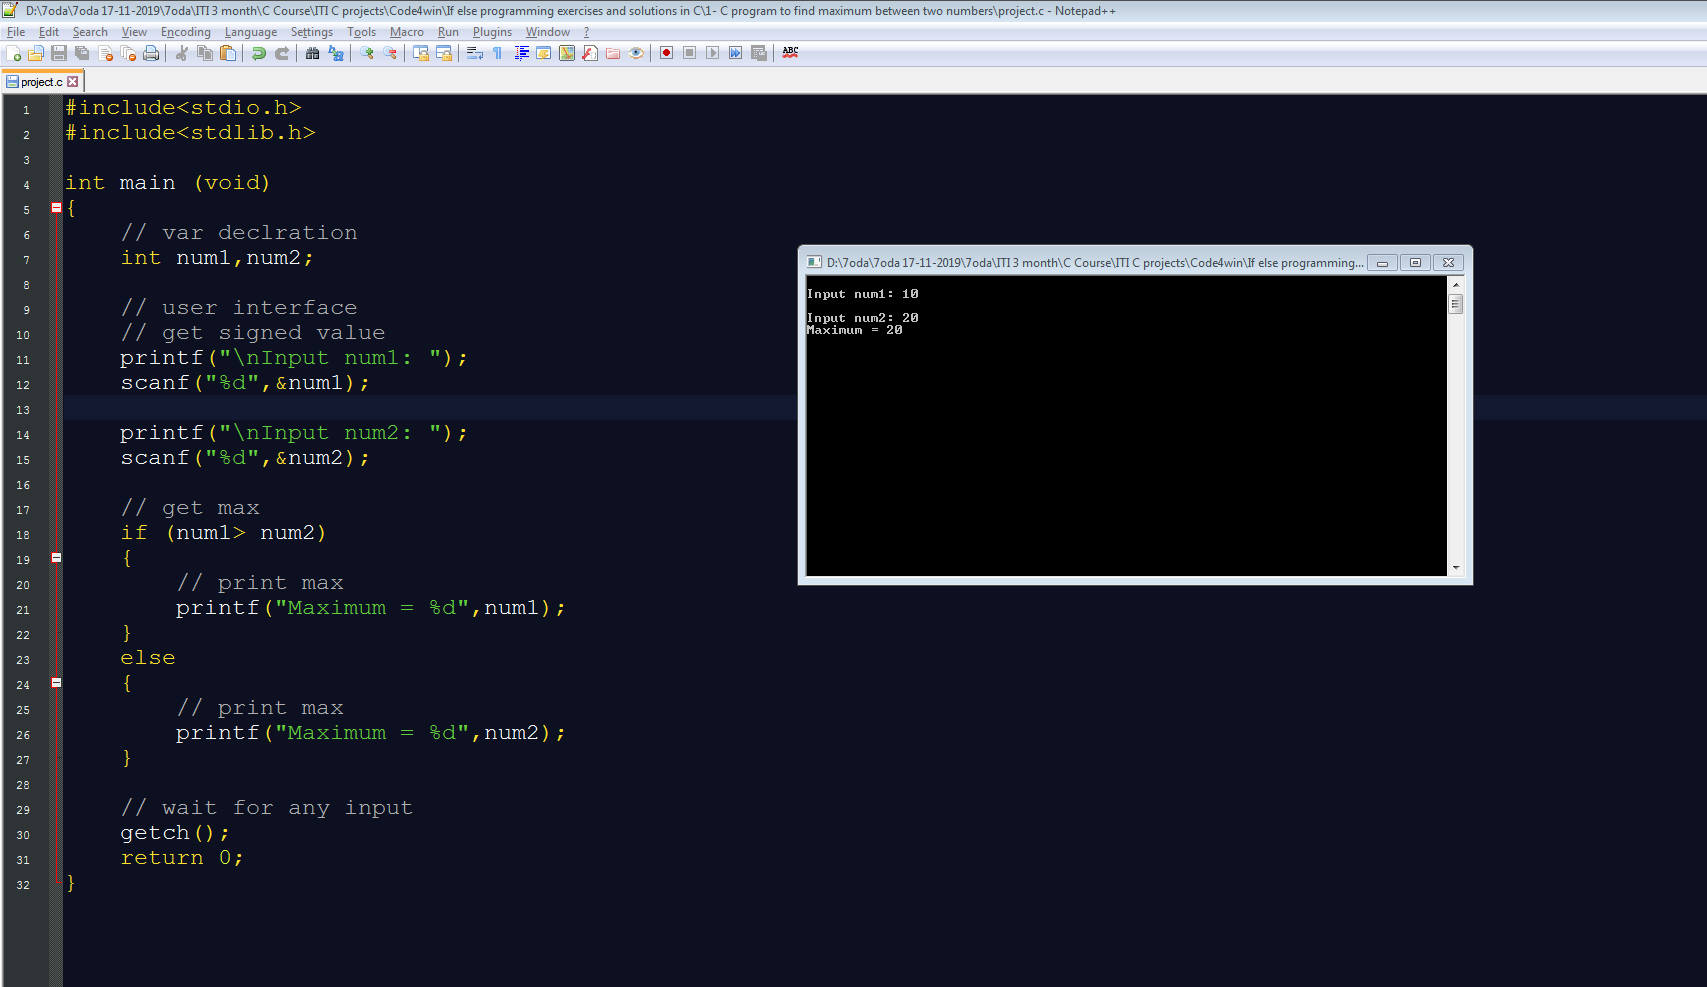 D:\7oda\7oda 17-11-2019\7oda\ITI 3 month\C Course\ITI C projects\Code4win\If else programming exercises and solutions in C\1- C program to find maximum between two numbers\project.c - Notepad++
File Edit Search View Encoding Language Settings Tools Macro Run Plugins Window ?
ABC
project.c
1 #include<stdio.h>
2 #include<stdlib.h>
3
4 int main (void)
5 {
6 // var declration
7 int num1,num2;
8
9 // user interface
10 // get signed value
11 printf("\nInput num1: ");
12 scanf("%d",&num1);
13
14 printf("\nInput num2: ");
15 scanf("%d",&num2);
16
17 // get max
18 if (num1> num2)
19 {
20 // print max
21 printf("Maximum = %d",num1);
22 }
23 else
24 {
25 // print max
26 printf("Maximum = %d",num2);
27 }
28
29 // wait for any input
30 getch();
31 return 0;
32 }
D:\7oda\7oda 17-11-2019\7oda\ITI 3 month\C Course\ITI C projects\Code4win\If else programming...
Input num1: 10
Input num2: 20
Maximum = 20